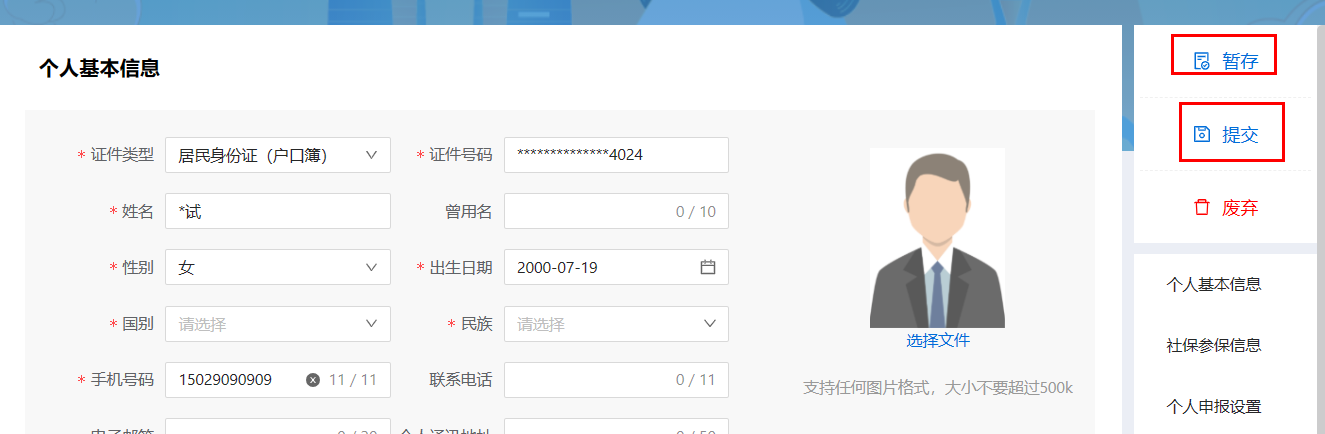 个人基本信息
暂存
* 证件类型 居民身份证（户口簿） * 证件号码 **************4024
提交
* 姓名 *试 曾用名 0 / 10
废弃
* 性别 女 * 出生日期 2000-07-19
个人基本信息
* 国别 请选择 * 民族 请选择
选择文件
社保参保信息
* 手机号码 15029090909 11 / 11 联系电话 0 / 11
支持任何图片格式，大小不要超过500k
个人申报设置